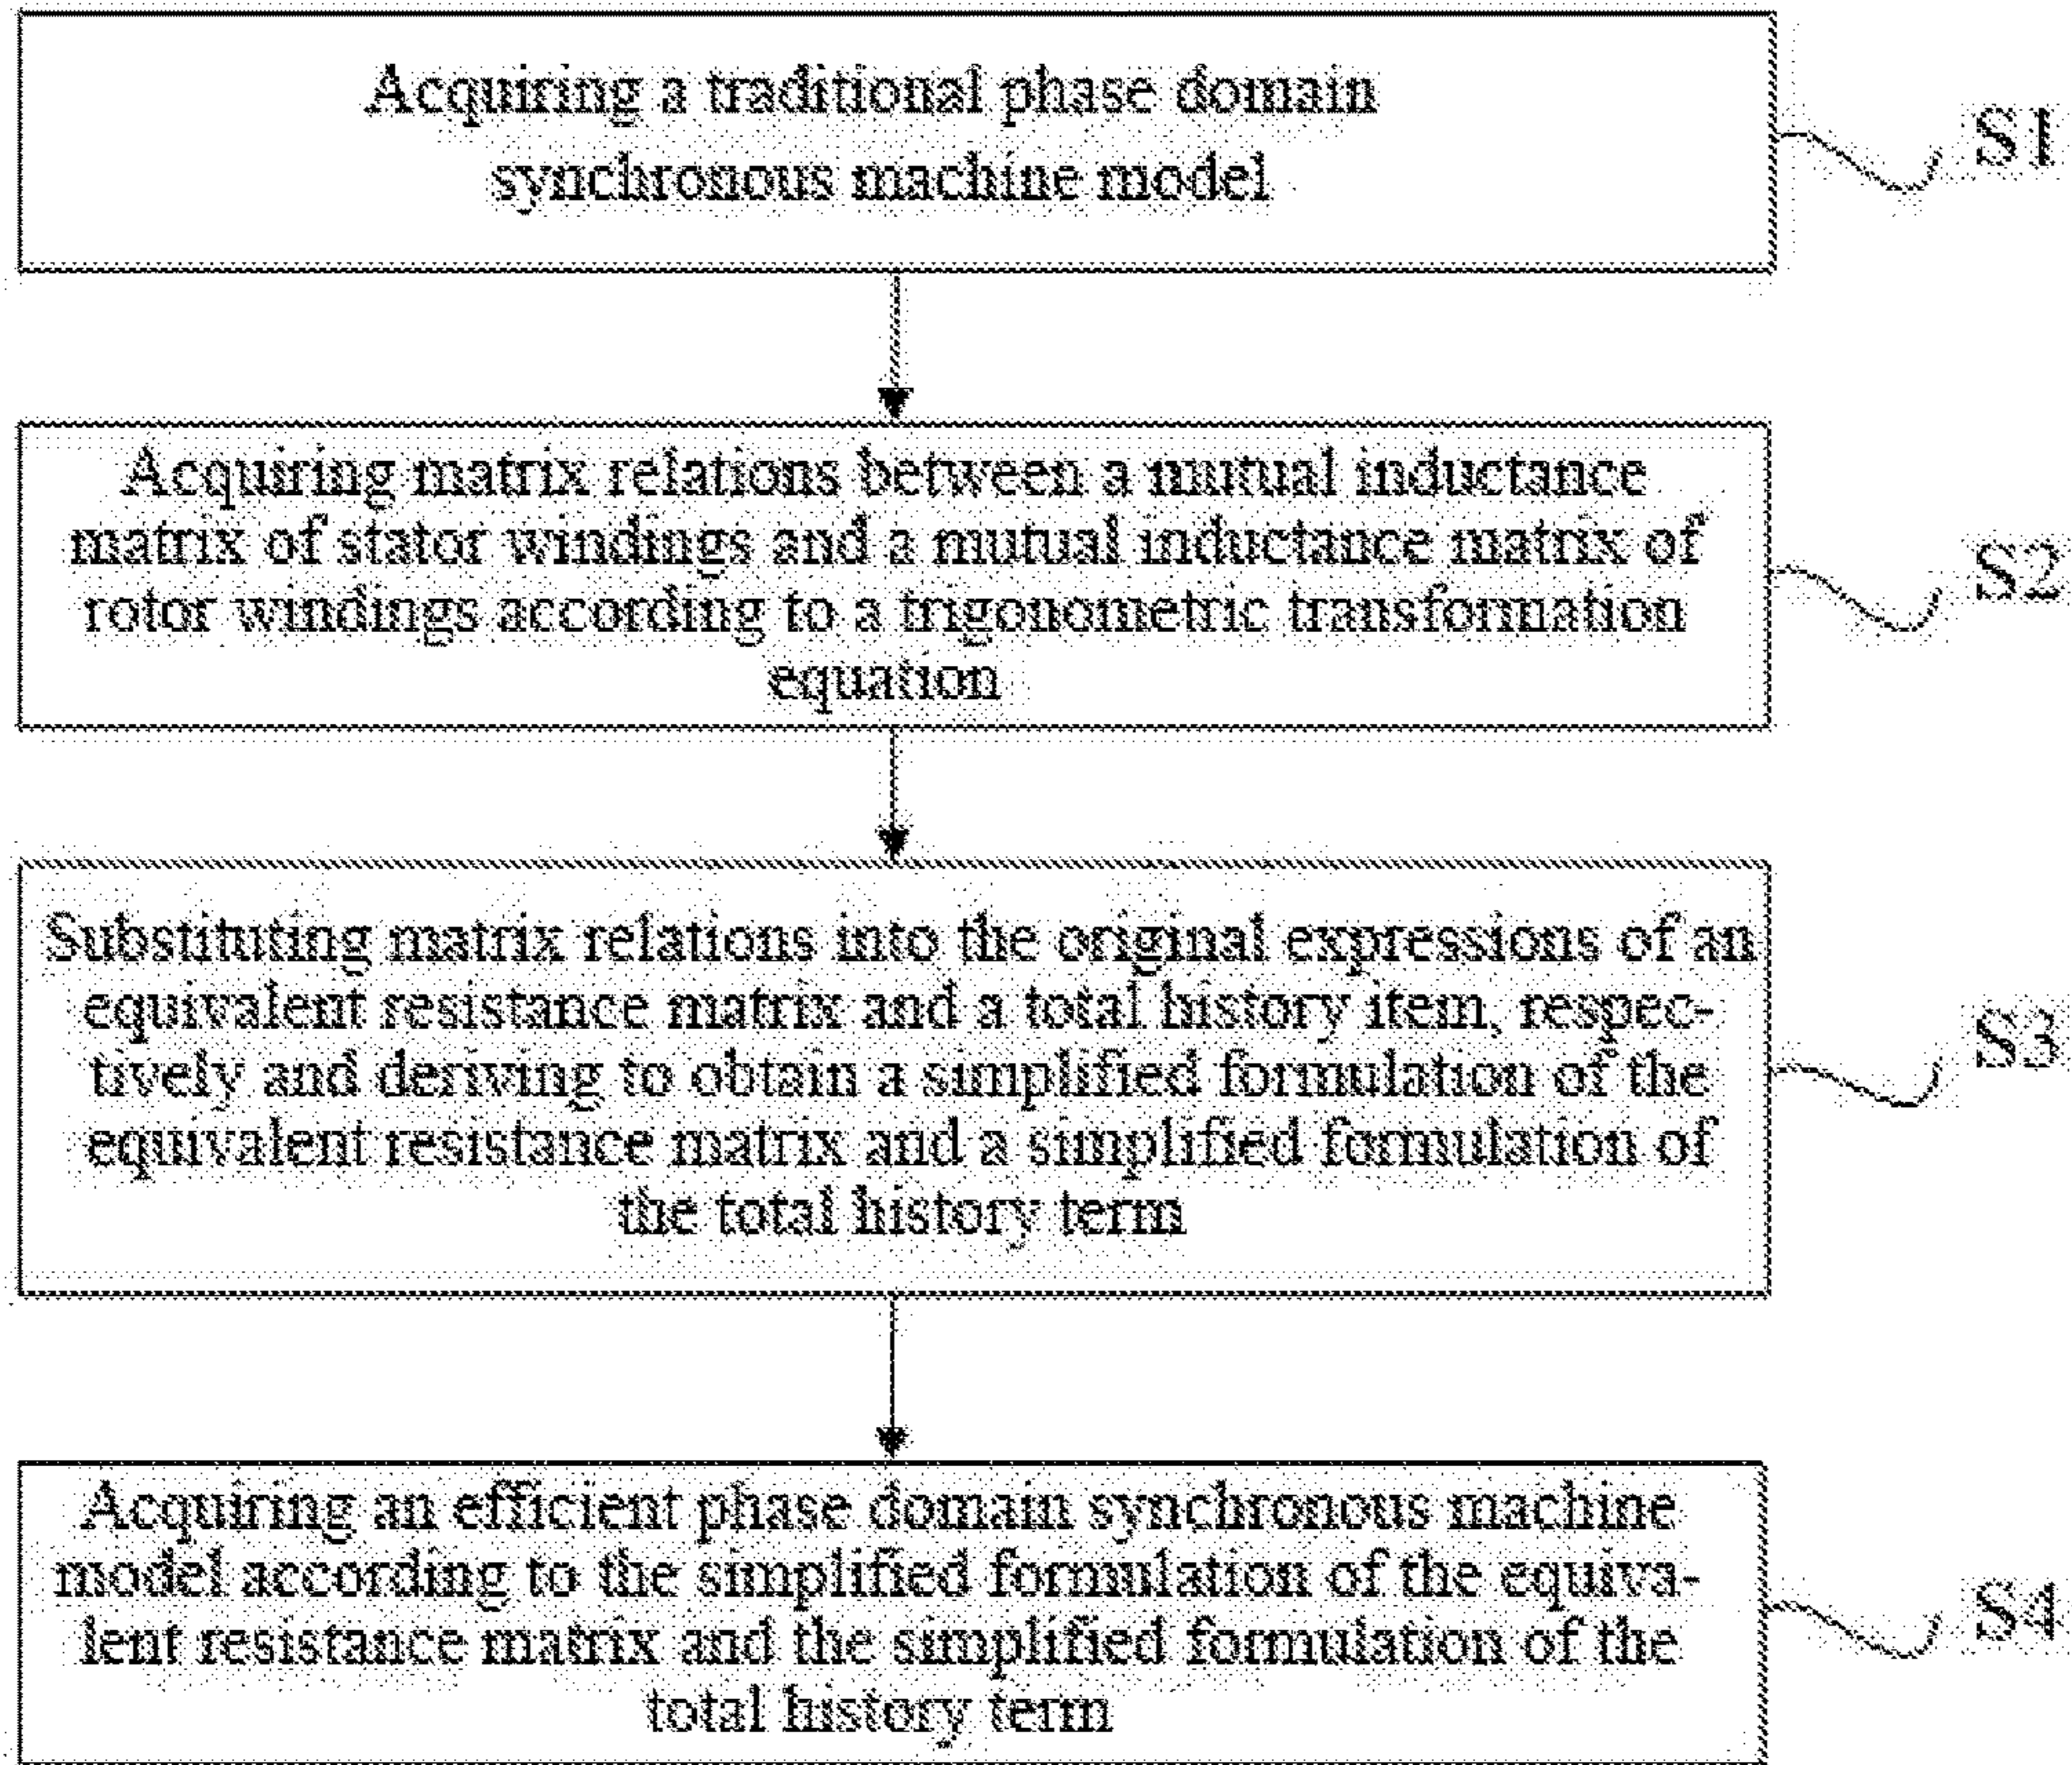 Acquiring a traditional phase domain
synchronous machine model
S1
Acquiring matrix relations between a mutual inductance
matrix of stator windings and a mutual inductance matrix of
rotor windings according to a trigonometric transformation
equation
S2
Substituting matrix relations into the original expressions of an
equivalent resistance matrix and a total history item, respec-
tively and deriving to obtain a simplified formulation of the
equivalent resistance matrix and a simplified formulation of
the total history term
S3
Acquiring an efficient phase domain synchronous machine
model according to the simplified formulation of the equiva-
lent resistance matrix and the simplified formulation of the
total history term
S4